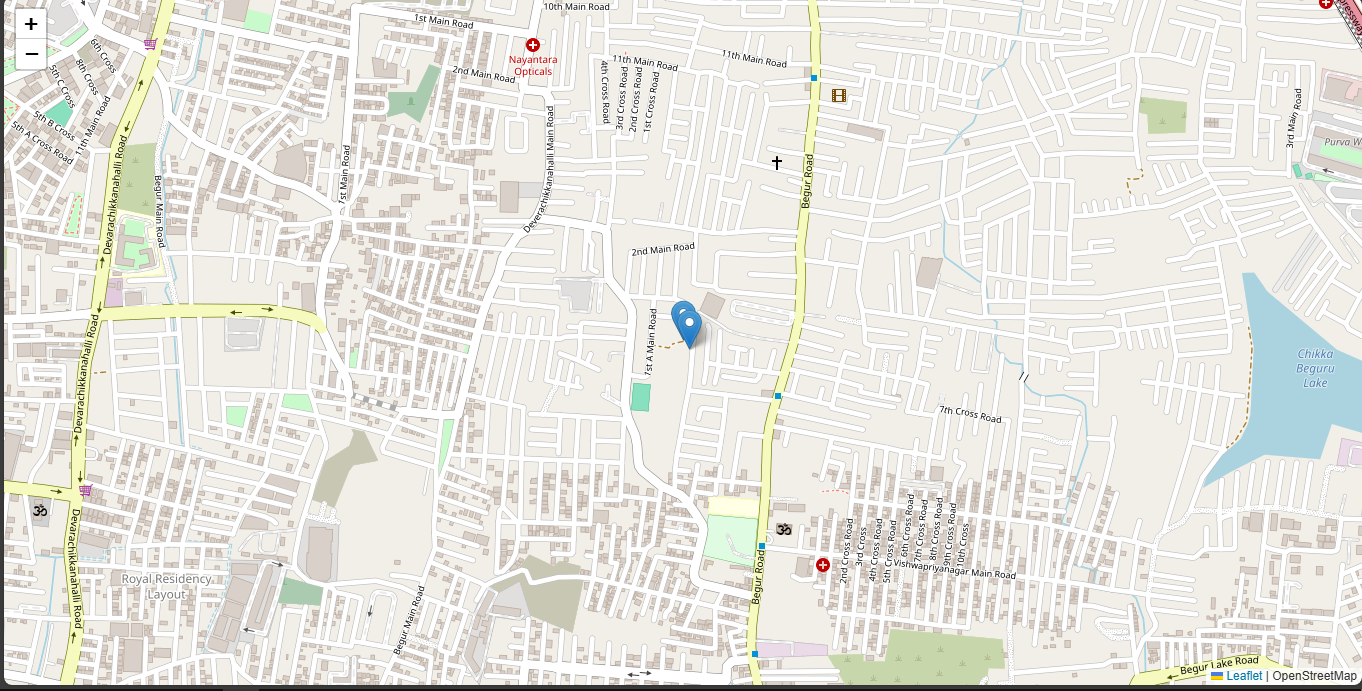 +
−
1st Main Road
10th Main Road
6th Cross
8th Cross
5th C Cross
5th B Cross
5th A Cross Road
11th Main Road
Nayantara
Opticals
2nd Main Road
11th Main Road
11th Main Road
4th Cross Road
3rd Cross Road
2nd Cross Road
1st Cross Road
3rd Main Road
Purva W
Devarachikkanahalli Road
Begur Main Road
1st Main Road
Deverachikkanahalli Main Road
Begur Road
2nd Main Road
1st A Main Road
Devarachikkanahalli Road
Chikka
Beguru
Lake
7th Cross Road
ॐ
ॐ
Devarachikkanahalli Road
Royal Residency
Layout
Begur Main Road
Begur Road
2nd Cross Road
3rd Cross
4th Cross Road
5th Cross Road
6th Cross Road
7th Cross Road
8th Cross Road
9th Cross Road
10th Cross
Vishwapriyanagar Main Road
Begur Lake Road
Leaflet | OpenStreetMap